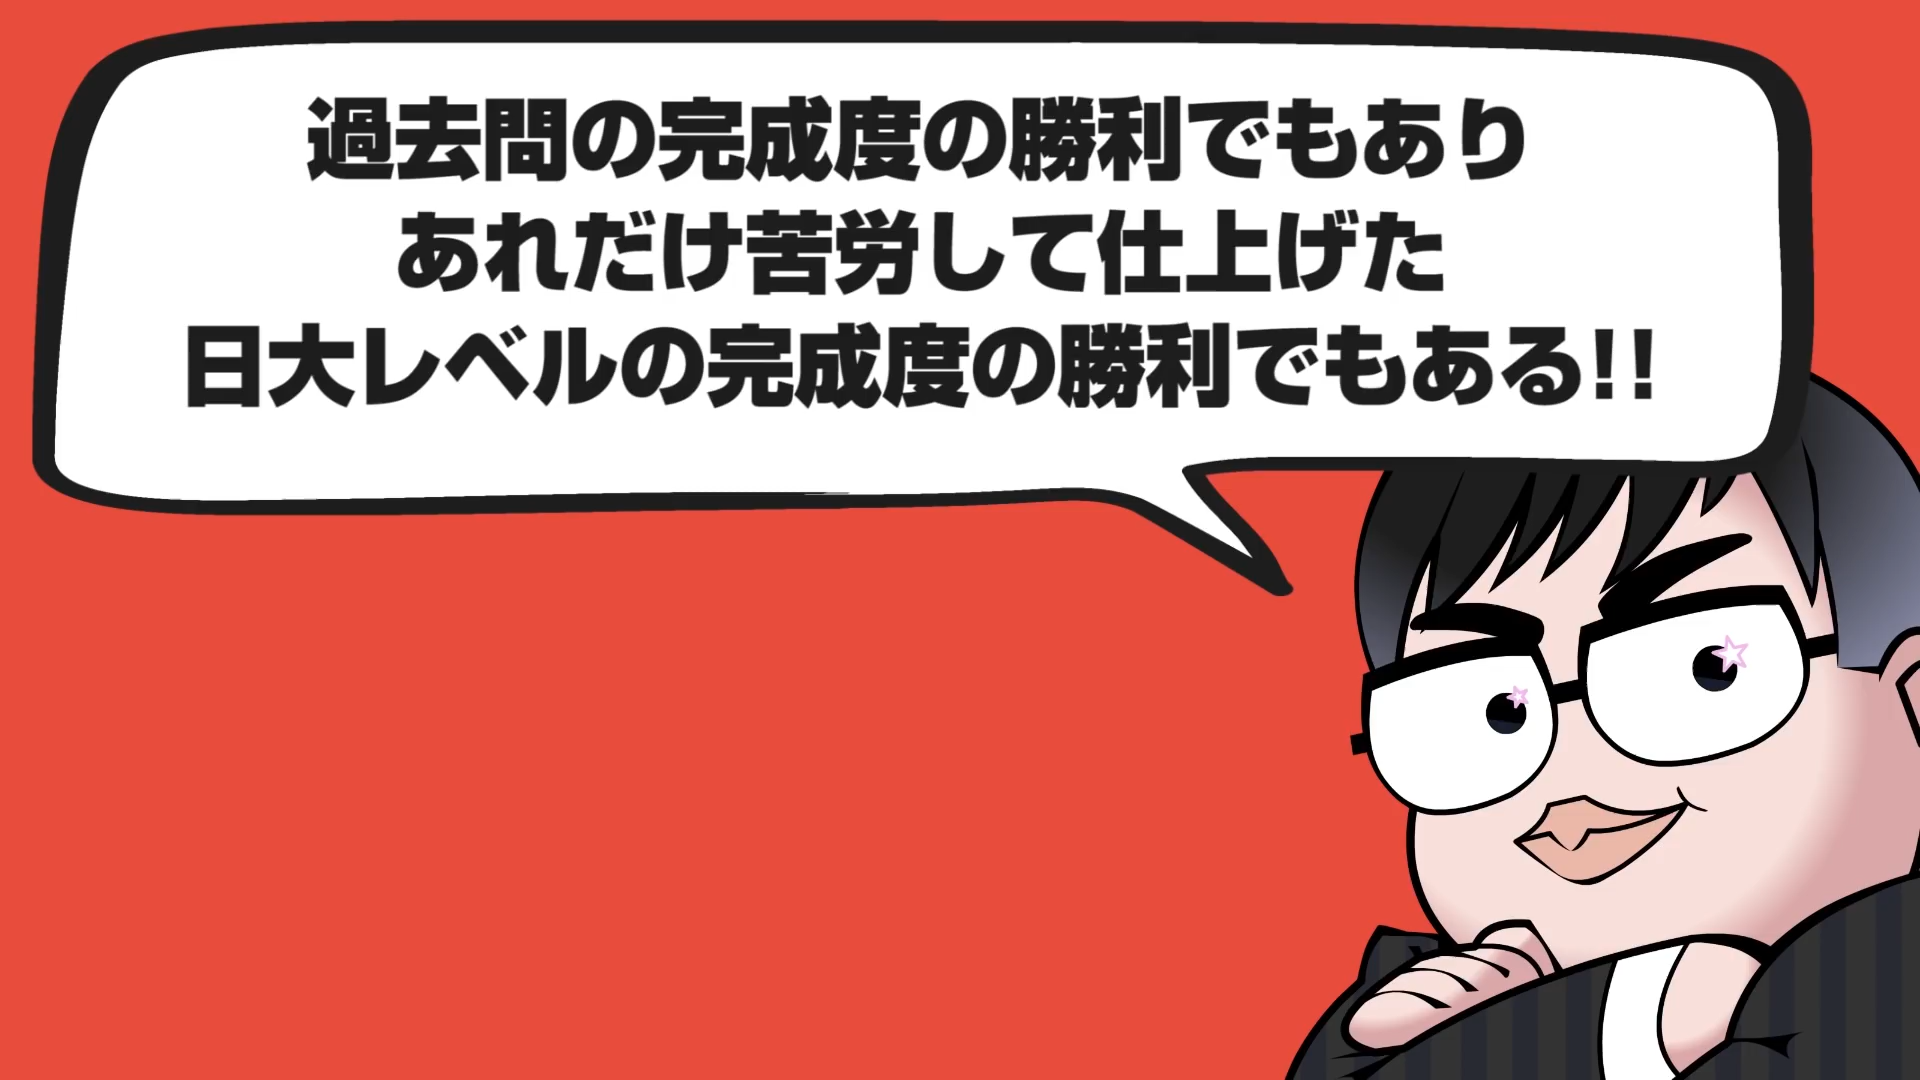 過去問の完成度の勝利でもあり
あれだけ苦労して仕上げた
日大レベルの完成度の勝利でもある!!